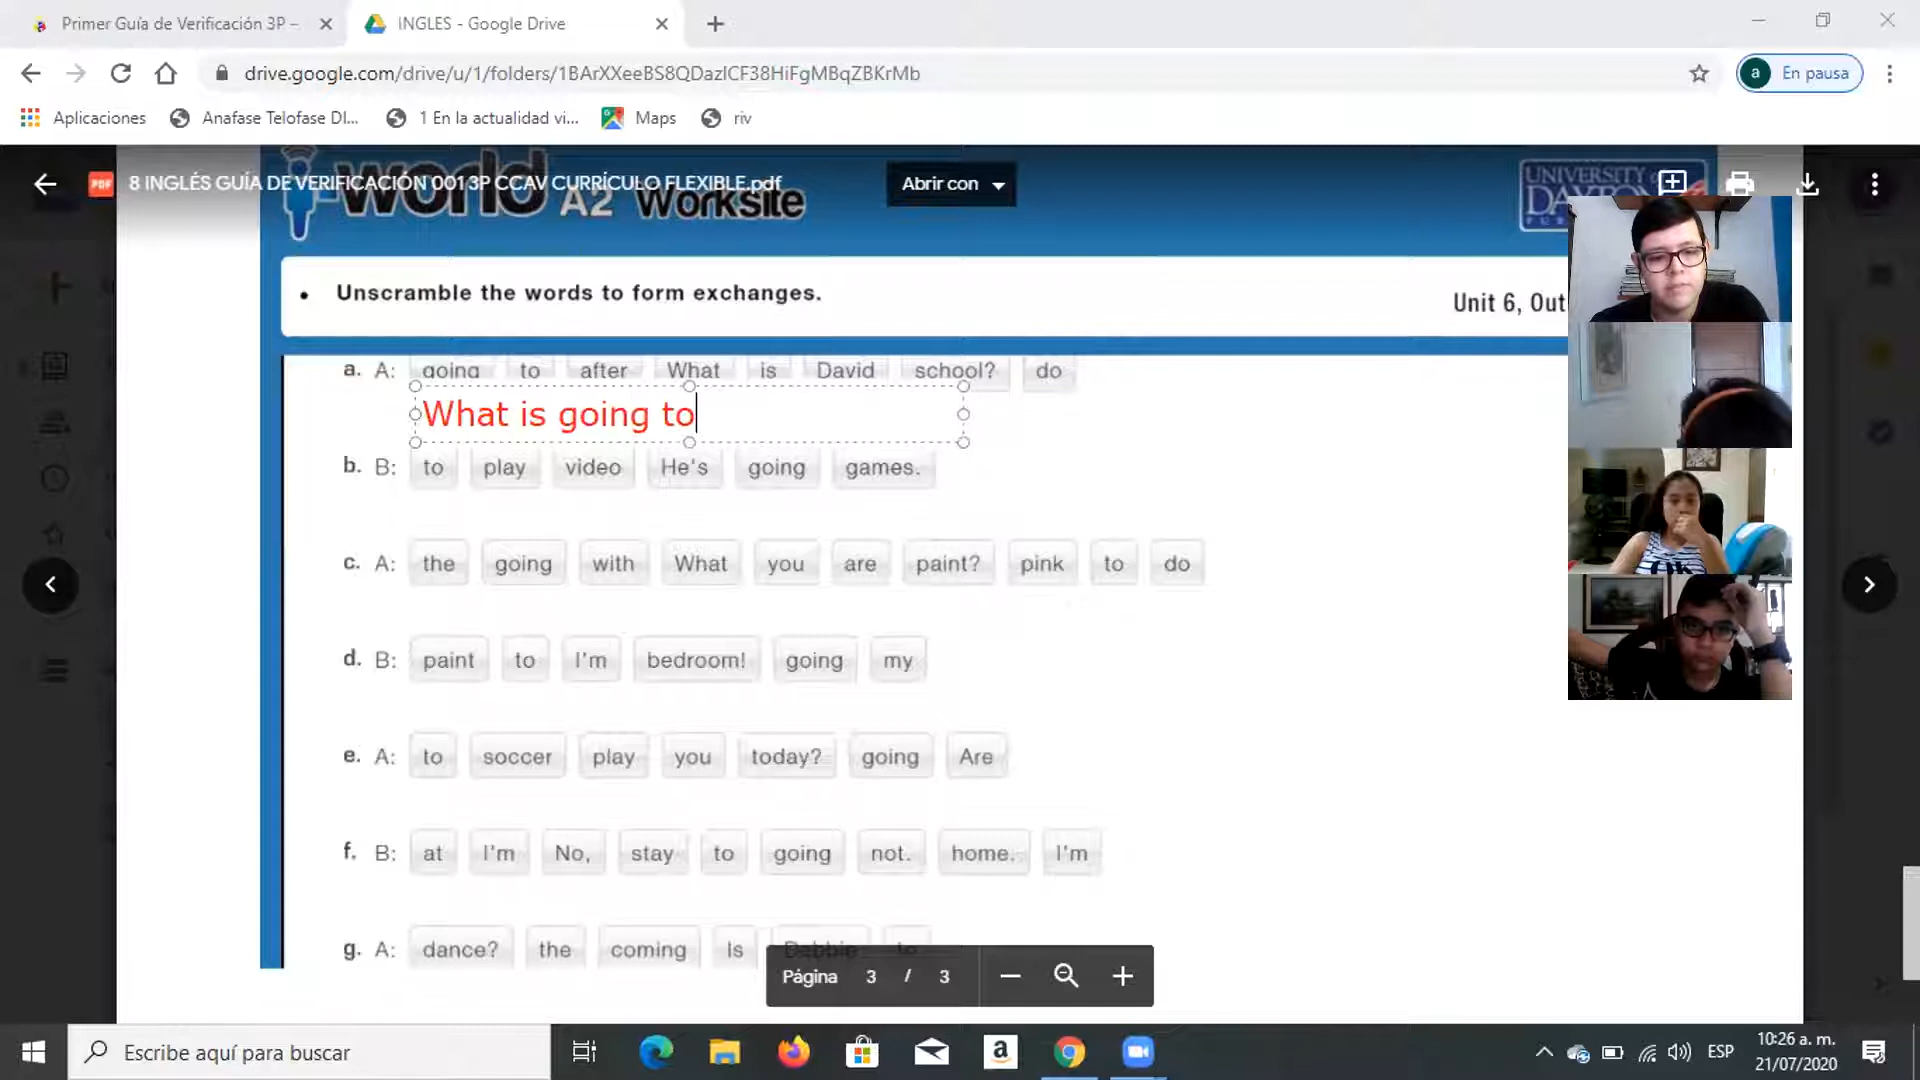 Primer Guía de Verificación 3P –
INGLES - Google Drive
drive.google.com/drive/u/1/folders/1BArXXeeBS8QDazlCF38HiFgMBqZBKrMb
a En pausa
Aplicaciones
Anafase Telofase DI...
1 En la actualidad vi...
Maps
riv
world A2 Worksite
PDF 8 INGLÉS GUÍA DE VERIFICACIÓN 001 3P CCAV CURRÍCULO FLEXIBLE.pdf
Abrir con
UNIVERSITY
• Unscramble the words to form exchanges.
Unit 6, Out
a. A: going to after What is David school? do
What is going to
b. B: to play video He's going games.
c. A: the going with What you are paint? pink to do
d. B: paint to I'm bedroom! going my
e. A: to soccer play you today? going Are
f. B: at I'm No, stay to going not. home. I'm
g. A: dance? the coming Is Debbie to
Página 3 / 3
Escribe aquí para buscar
ESP
10:26 a. m.
21/07/2020